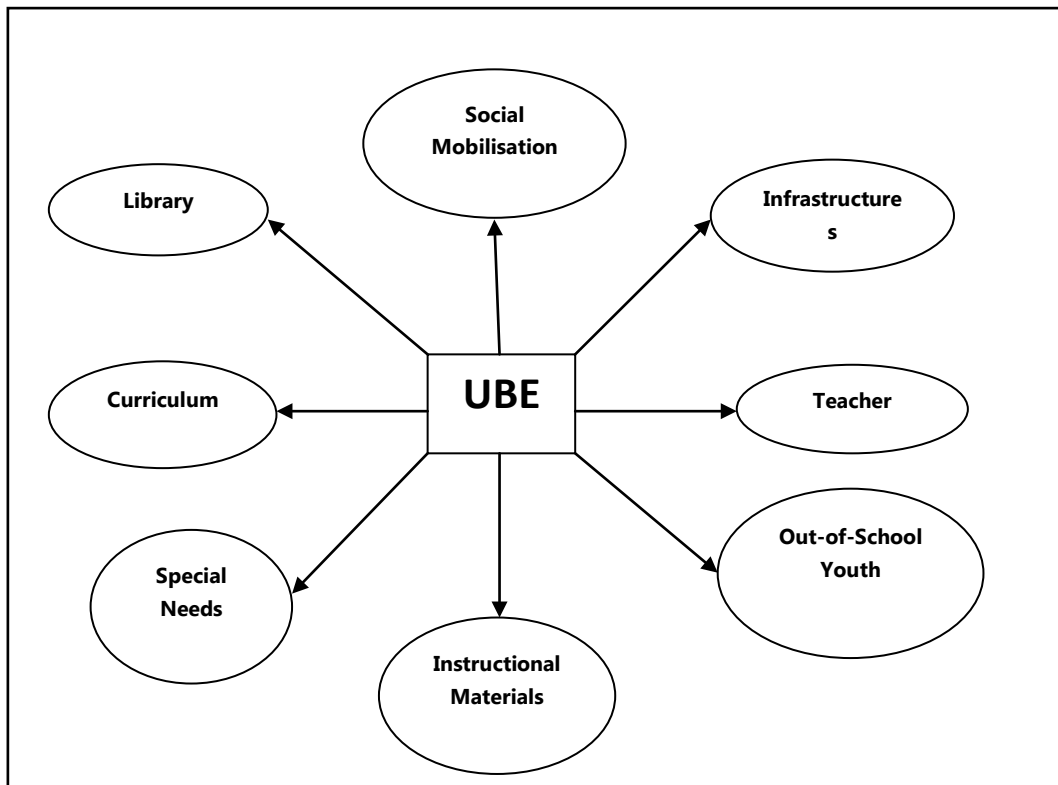 Social
Mobilisation
Library
Infrastructure
s
UBE
Curriculum
Teacher
Out-of-School
Youth
Special
Needs
Instructional
Materials